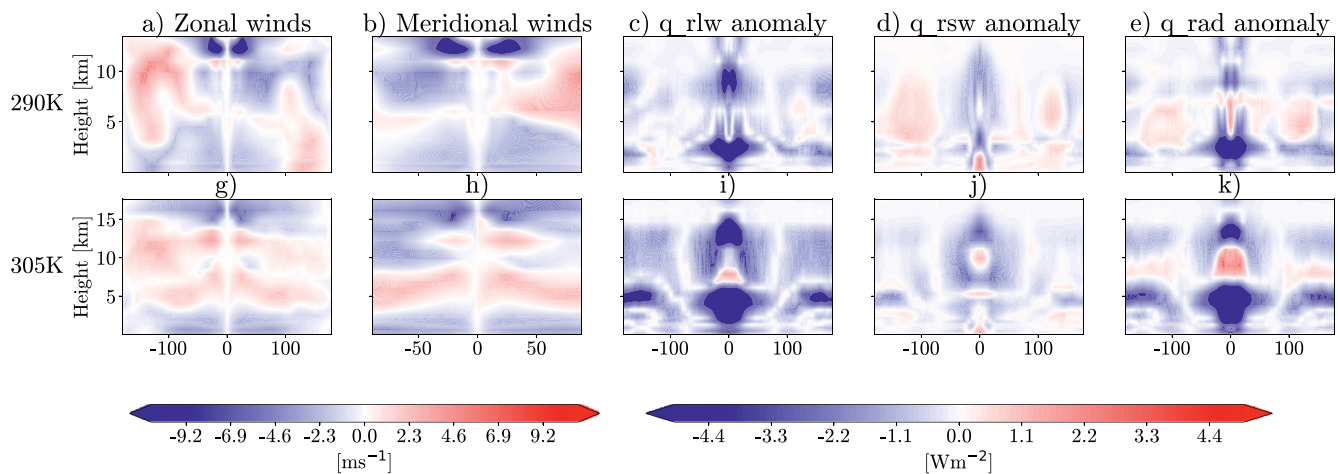 a) Zonal winds b) Meridional winds c) q_rlw anomaly d) q_rsw anomaly e) q_rad anomaly
290K
Height [km]
10
5
g) h) i) j) k)
305K
Height [km]
15
10
5
-100 0 100 -50 0 50 -100 0 100 -100 0 100 -100 0 100
-9.2 -6.9 -4.6 -2.3 0.0 2.3 4.6 6.9 9.2 -4.4 -3.3 -2.2 -1.1 0.0 1.1 2.2 3.3 4.4
[ms⁻¹] [Wm⁻²]